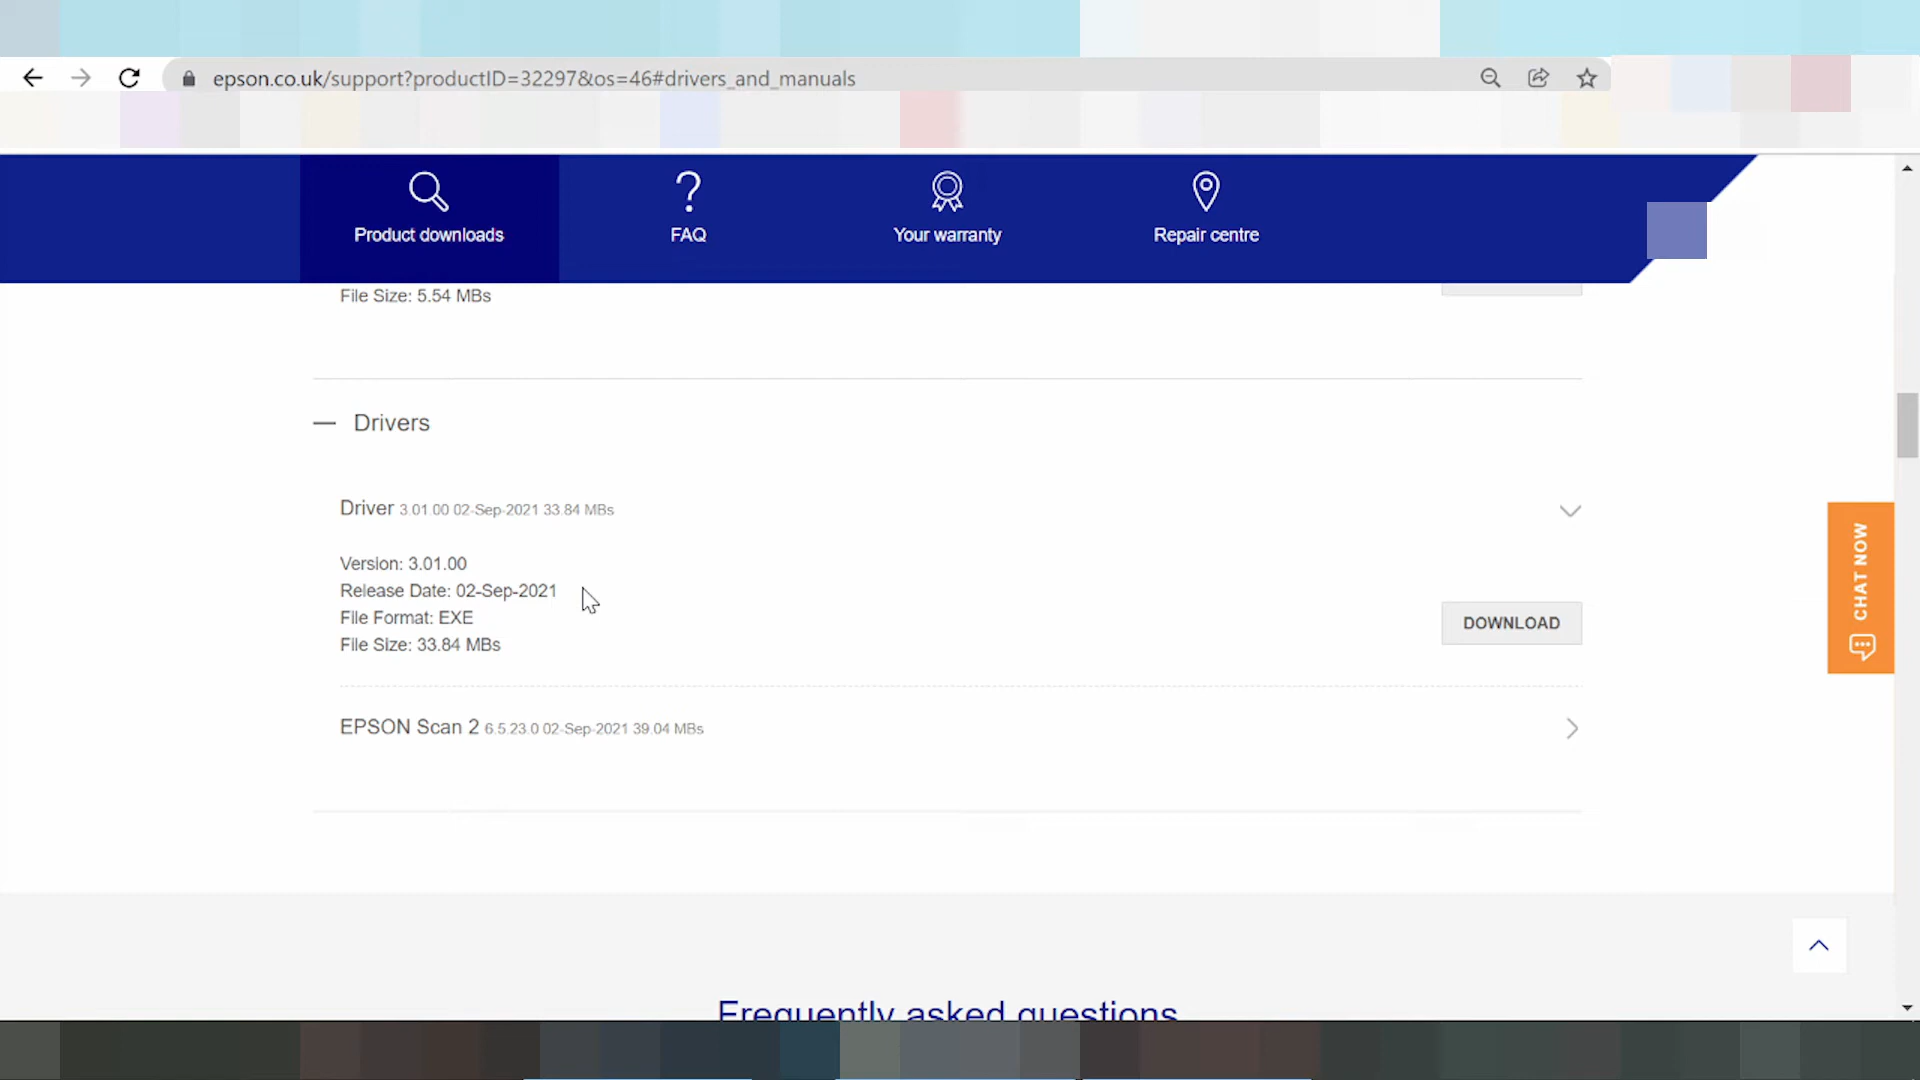 epson.co.uk/support?productID=32297&os=46#drivers_and_manuals
Product downloads
FAQ
Your warranty
Repair centre
File Size: 5.54 MBs
Drivers
Driver 3.01.00 02-Sep-2021 33.84 MBs
Version: 3.01.00
Release Date: 02-Sep-2021
File Format: EXE
File Size: 33.84 MBs
DOWNLOAD
CHAT NOW
EPSON Scan 2 6.5.23.0 02-Sep-2021 39.04 MBs
Frequently asked questions